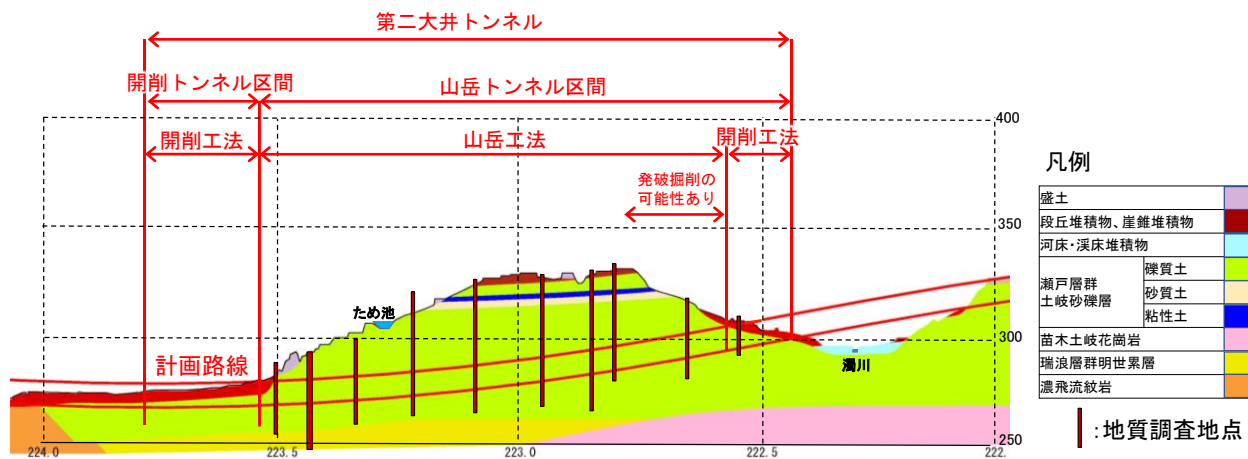 第二大井トンネル
開削トンネル区間
山岳トンネル区間
開削工法
山岳工法
開削工法
発破掘削の
可能性あり
400
350
300
250
ため池
計画路線
濁川
224.0
223.5
223.0
222.5
222.
凡例
盛土
段丘堆積物、崖錐堆積物
河床・渓床堆積物
瀬戸層群
土岐砂礫層
礫質土
砂質土
粘性土
苗木土岐花崗岩
瑞浪層群明世累層
濃飛流紋岩
:地質調査地点